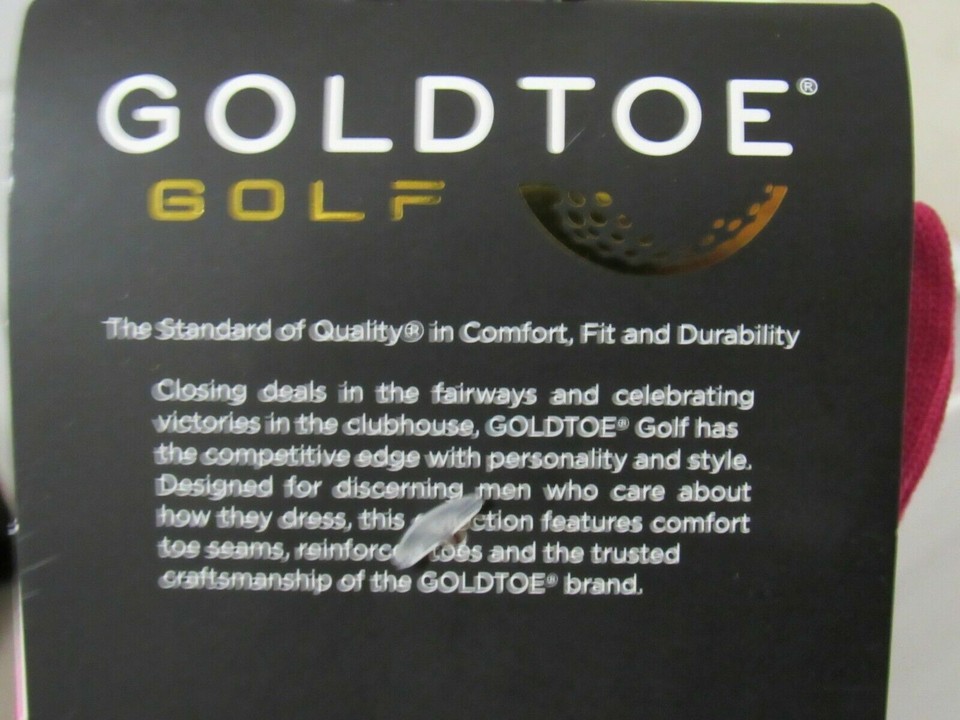 GOLDTOE®
GOLF
The Standard of Quality® in Comfort, Fit and Durability
Closing deals in the fairways and celebrating
victories in the clubhouse, GOLDTOE® Golf has
the competitive edge with personality and style.
Designed for discerning men who care about
how they dress, this ction features comfort
toe seams, reinforc toes and the trusted
craftsmanship of the GOLDTOE® brand.